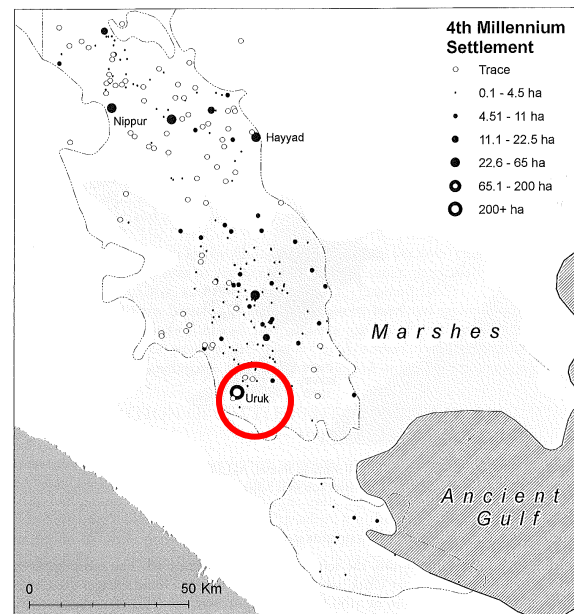 4th Millennium
Settlement
Trace
0.1 - 4.5 ha
4.51 - 11 ha
11.1 - 22.5 ha
22.6 - 65 ha
65.1 - 200 ha
200+ ha
Nippur
Hayyad
Marshes
Uruk
Ancient
Gulf
0
50 Km